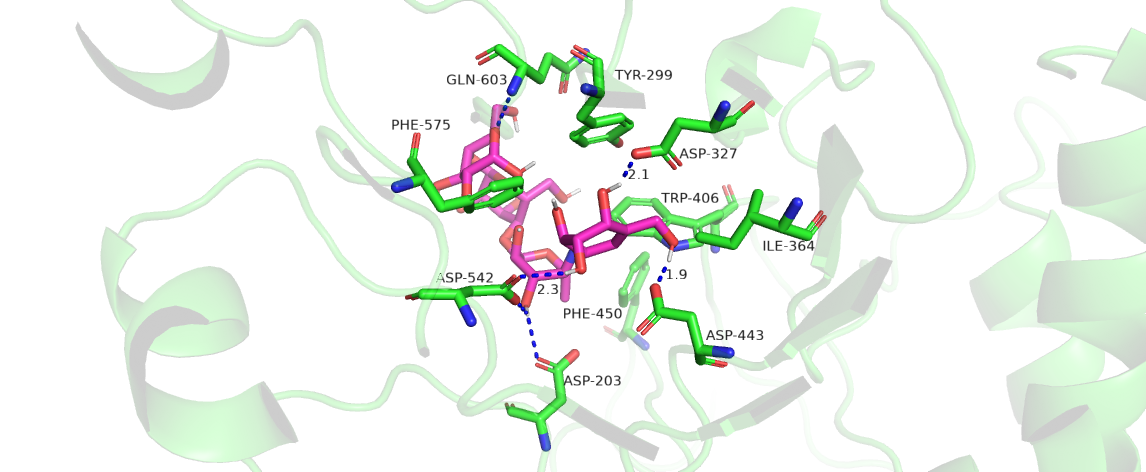 TYR-299
GLN-603
PHE-575
ASP-327
2.1
TRP-406
ILE-364
ASP-542
1.9
2.3
PHE-450
ASP-443
ASP-203